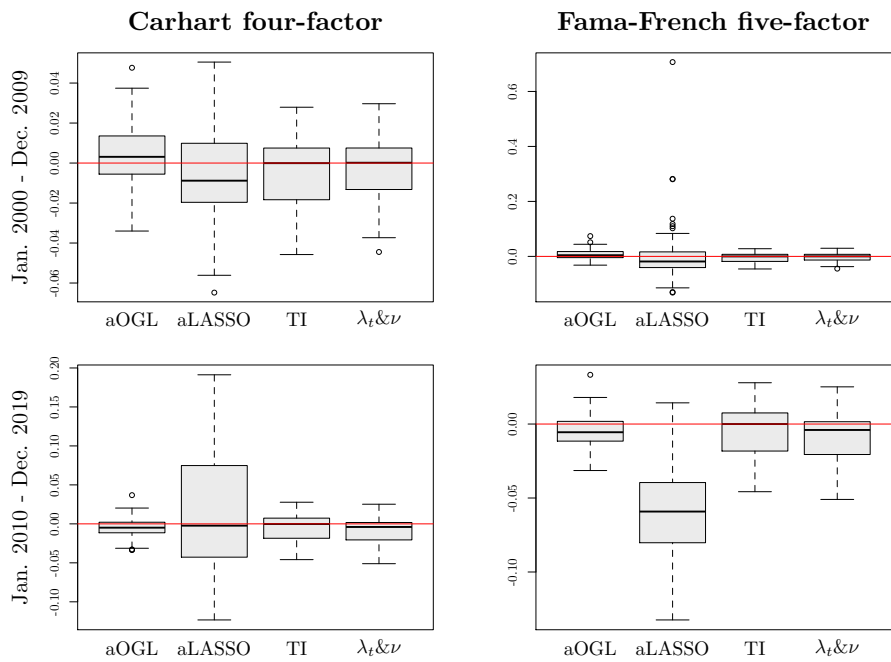 Carhart four-factor
Fama-French five-factor
Jan. 2000 - Dec. 2009
0.04
0.02
0.00
-0.02
-0.04
-0.06
aOGL aLASSO TI λt&ν
0.6
0.4
0.2
0.0
aOGL aLASSO TI λt&ν
Jan. 2010 - Dec. 2019
0.20
0.15
0.10
0.05
0.00
-0.05
-0.10
aOGL aLASSO TI λt&ν
0.00
-0.05
-0.10
aOGL aLASSO TI λt&ν